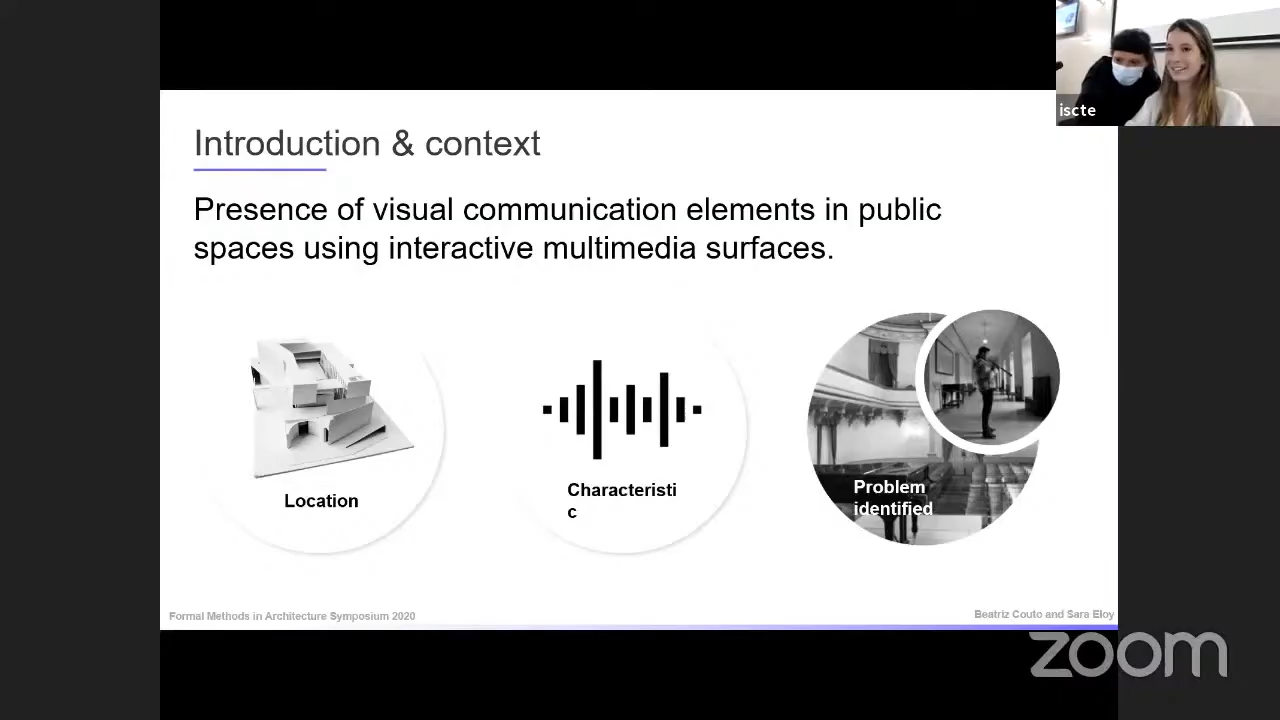 iscte
Introduction & context
Presence of visual communication elements in public
spaces using interactive multimedia surfaces.
Location
Characteristi
c
Problem
identified
Formal Methods in Architecture Symposium 2020
Beatriz Couto and Sara Eloy
zoom